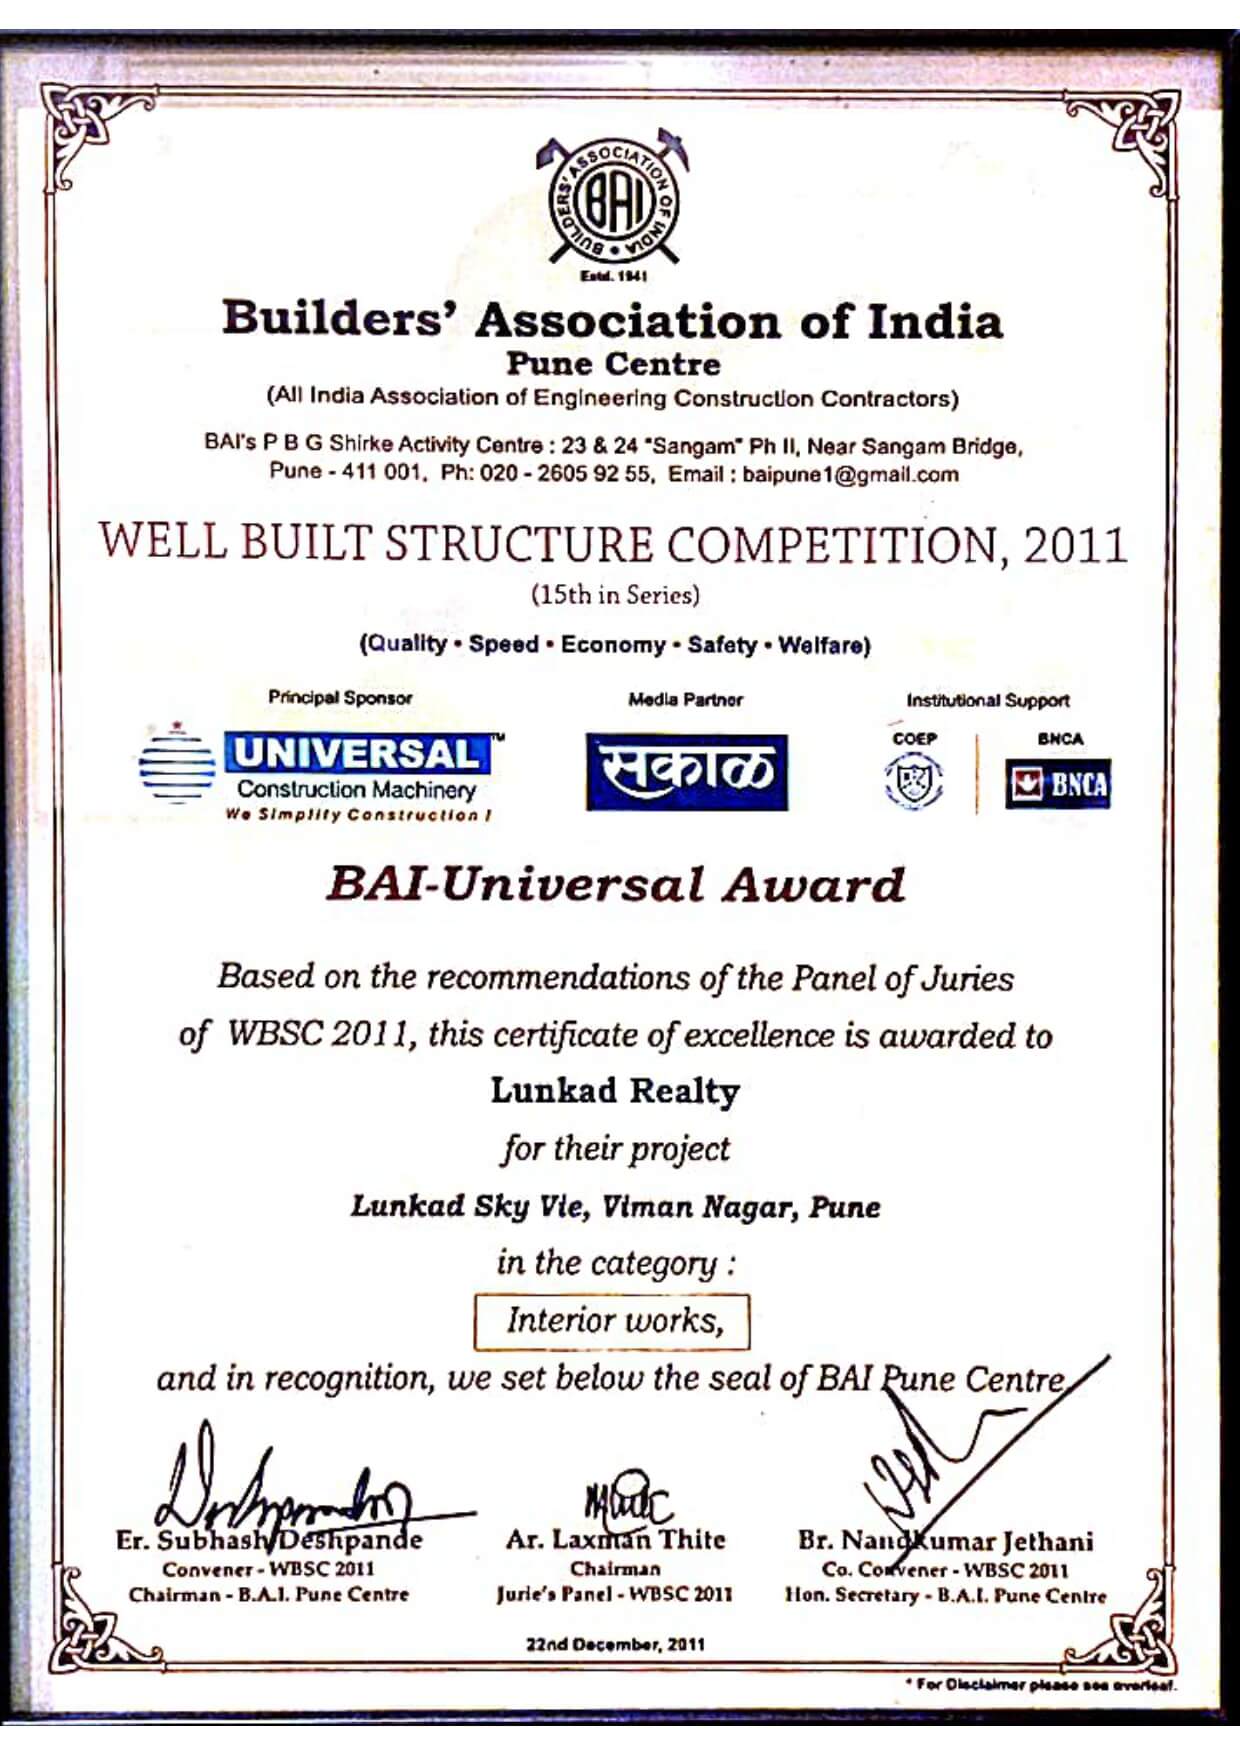 BUILDERS' ASSOCIATION OF INDIA
BAI
Estd. 1941
Builders' Association of India
Pune Centre
(All India Association of Engineering Construction Contractors)
BAI's P B G Shirke Activity Centre : 23 & 24 "Sangam" Ph II, Near Sangam Bridge,
Pune - 411 001, Ph: 020 - 2605 92 55, Email : baipune1@gmail.com
WELL BUILT STRUCTURE COMPETITION, 2011
(15th in Series)
(Quality • Speed • Economy • Safety • Welfare)
Principal Sponsor
UNIVERSAL™
Construction Machinery
We Simplify Construction !
Media Partner
सकाळ
Institutional Support
COEP
BNCA
BNCA
BAI-Universal Award
Based on the recommendations of the Panel of Juries
of WBSC 2011, this certificate of excellence is awarded to
Lunkad Realty
for their project
Lunkad Sky Vie, Viman Nagar, Pune
in the category :
Interior works,
and in recognition, we set below the seal of BAI Pune Centre
Er. Subhash Deshpande
Convener - WBSC 2011
Chairman - B.A.I. Pune Centre
Ar. Laxman Thite
Chairman
Jurie's Panel - WBSC 2011
Br. Nandkumar Jethani
Co. Convener - WBSC 2011
Hon. Secretary - B.A.I. Pune Centre
22nd December, 2011
* For Disclaimer please see overleaf.